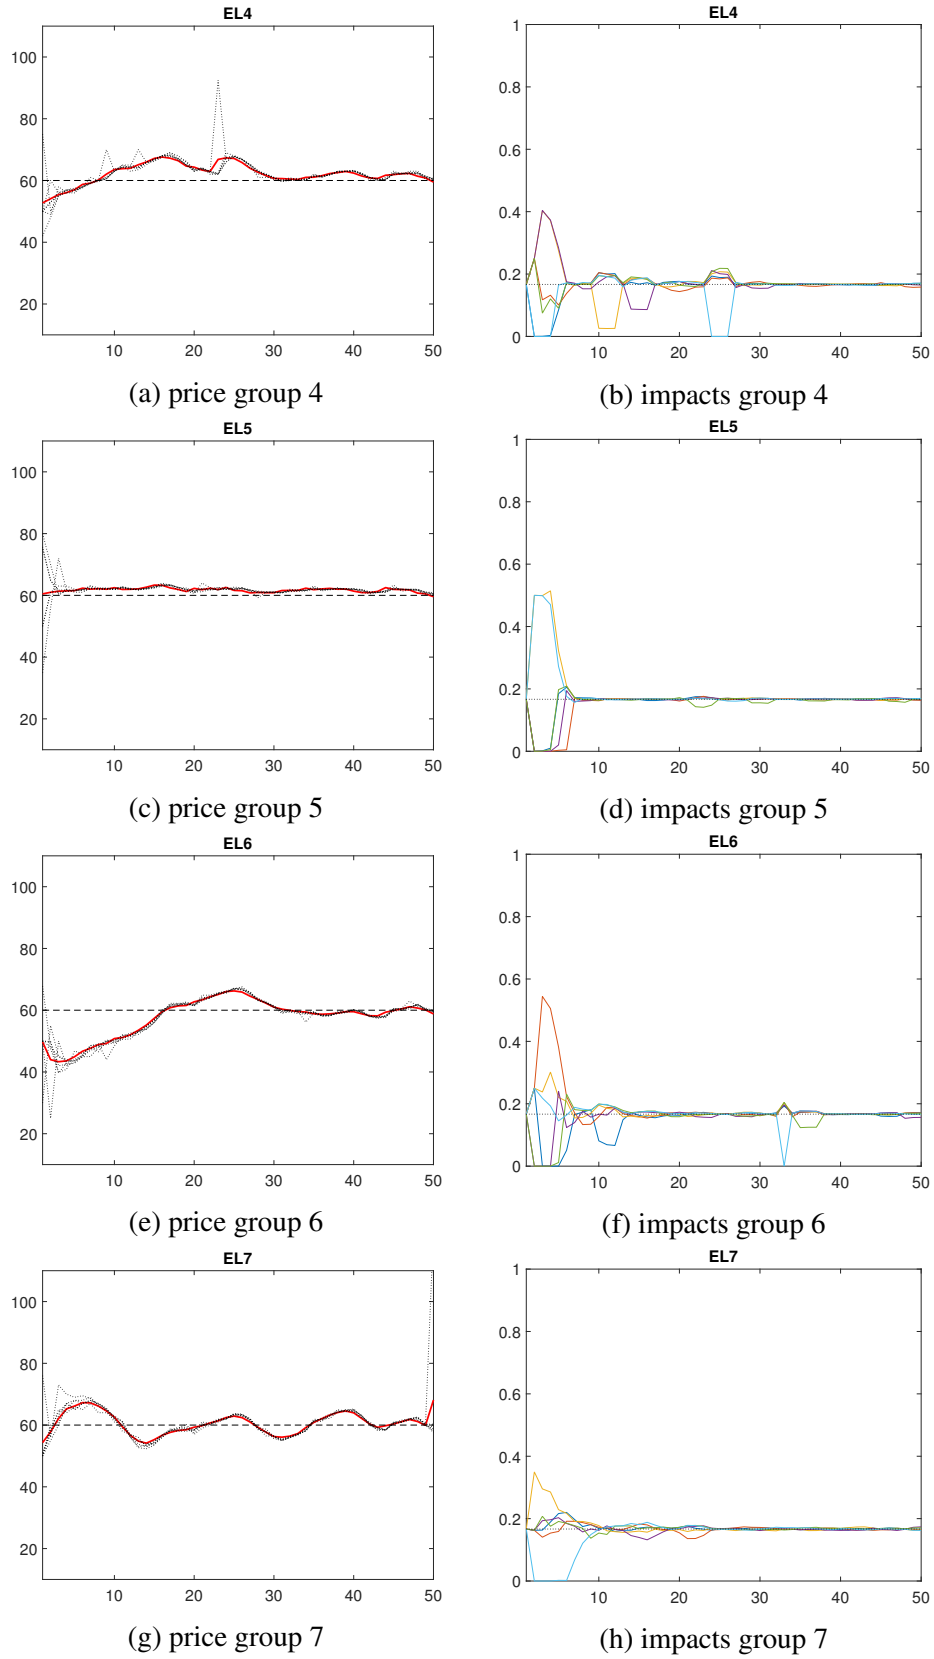 EL4
100
80
60
40
20
10 20 30 40 50
(a) price group 4
EL4
1
0.8
0.6
0.4
0.2
0
10 20 30 40 50
(b) impacts group 4
EL5
100
80
60
40
20
10 20 30 40 50
(c) price group 5
EL5
1
0.8
0.6
0.4
0.2
0
10 20 30 40 50
(d) impacts group 5
EL6
100
80
60
40
20
10 20 30 40 50
(e) price group 6
EL6
1
0.8
0.6
0.4
0.2
0
10 20 30 40 50
(f) impacts group 6
EL7
100
80
60
40
20
10 20 30 40 50
(g) price group 7
EL7
1
0.8
0.6
0.4
0.2
0
10 20 30 40 50
(h) impacts group 7